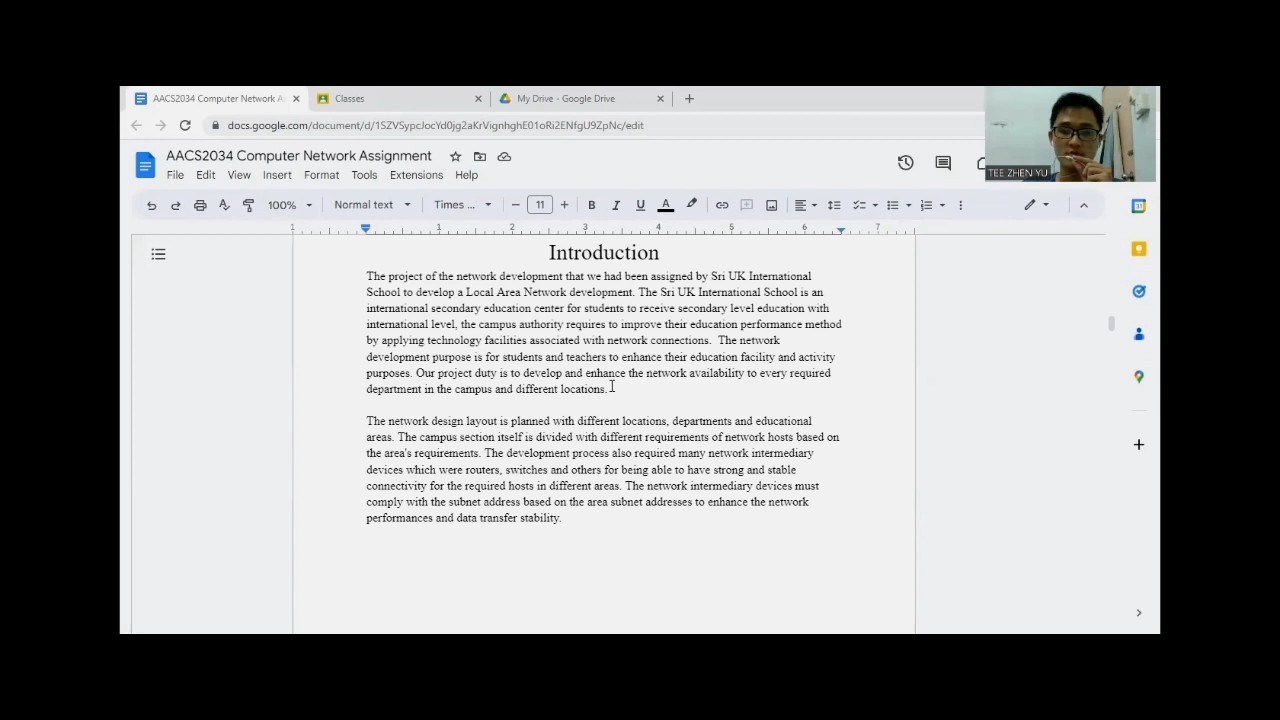 AACS2034 Computer Network A
Classes
My Drive - Google Drive
docs.google.com/document/d/1SZVSypcJocYd0jg2aKrVignhghE01oRi2ENfgU9ZpNc/edit
AACS2034 Computer Network Assignment
File Edit View Insert Format Tools Extensions Help
TEE ZHEN YU
100% Normal text Times ... 11 B I U A
1 1 2 3 4 5 6 7
Introduction
The project of the network development that we had been assigned by Sri UK International
School to develop a Local Area Network development. The Sri UK International School is an
international secondary education center for students to receive secondary level education with
international level, the campus authority requires to improve their education performance method
by applying technology facilities associated with network connections.  The network
development purpose is for students and teachers to enhance their education facility and activity
purposes. Our project duty is to develop and enhance the network availability to every required
department in the campus and different locations.
The network design layout is planned with different locations, departments and educational
areas. The campus section itself is divided with different requirements of network hosts based on
the area's requirements. The development process also required many network intermediary
devices which were routers, switches and others for being able to have strong and stable
connectivity for the required hosts in different areas. The network intermediary devices must
comply with the subnet address based on the area subnet addresses to enhance the network
performances and data transfer stability.